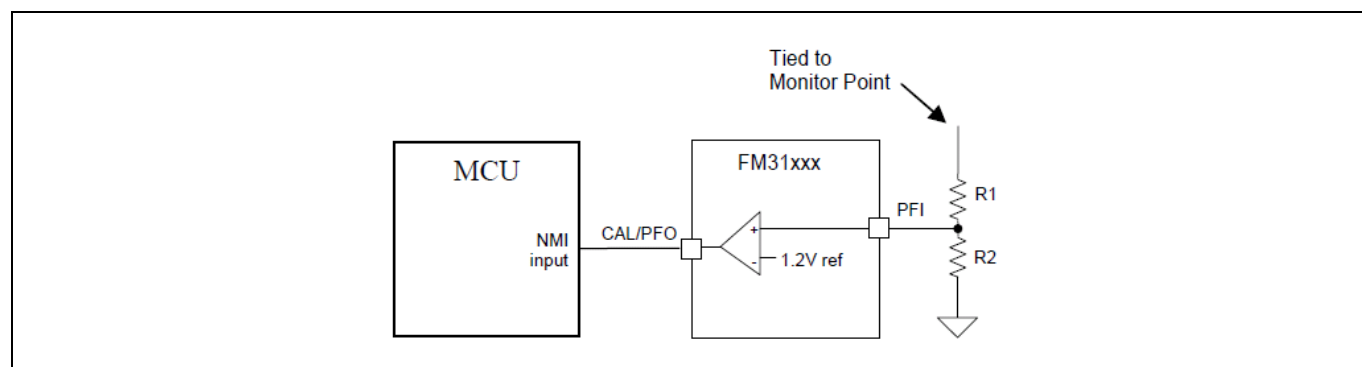 Tied to
Monitor Point
MCU
FM31xxx
R1
PFI
CAL/PFO
NMI
input
+
-
1.2V ref
R2